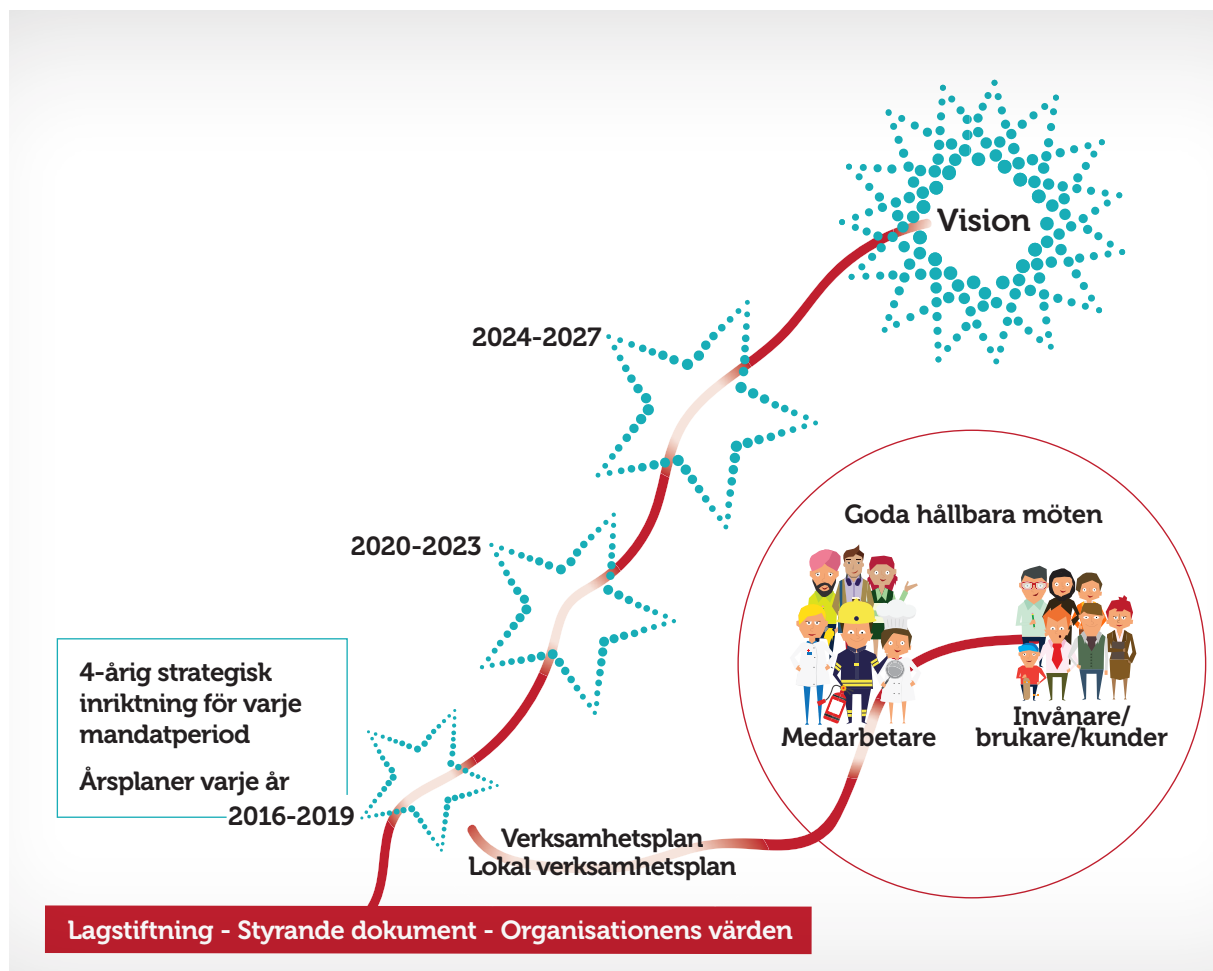 Vision
2024-2027
Goda hållbara möten
2020-2023
4-årig strategisk
inriktning för varje
mandatperiod
Årsplaner varje år
2016-2019
Medarbetare
Invånare/
brukare/kunder
Verksamhetsplan
Lokal verksamhetsplan
Lagstiftning - Styrande dokument - Organisationens värden